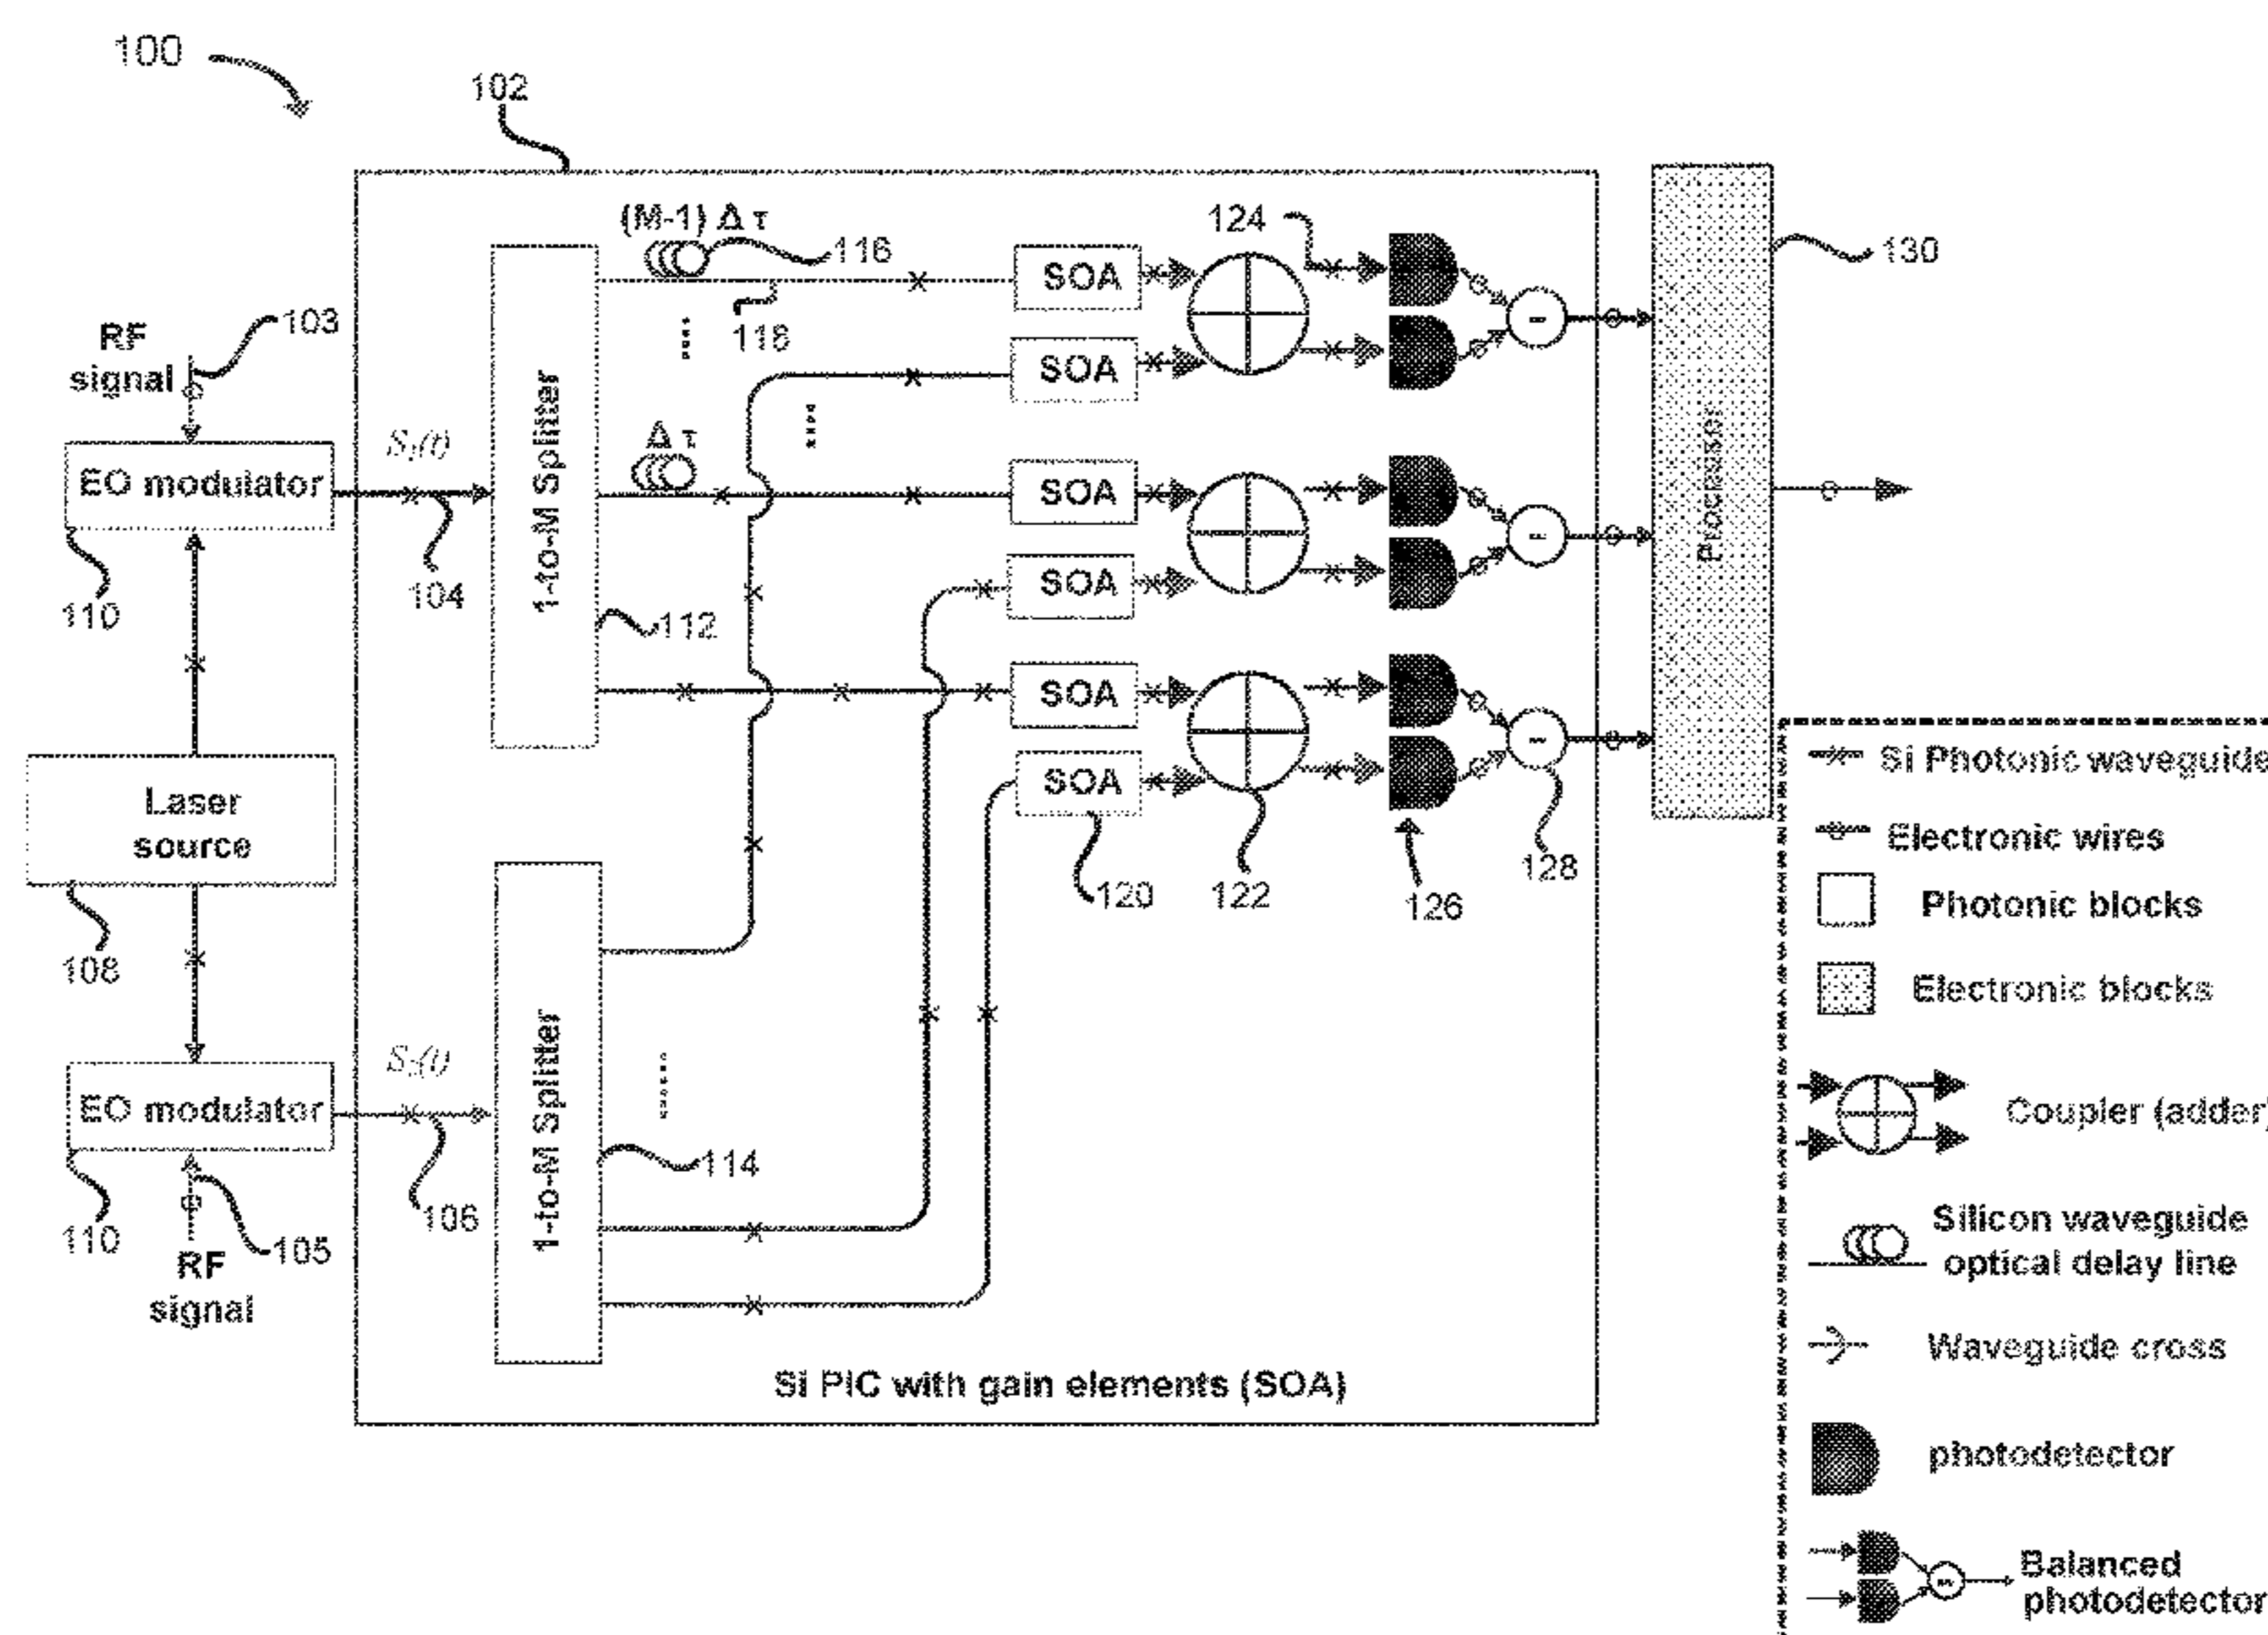 100
102
(M-1) Δ τ
116
118
124
130
RF
signal
103
SOA
SOA
EO modulator
110
S₁(t)
104
1-to-M Splitter
112
Δ τ
SOA
SOA
SOA
SOA
120
122
126
128
Processor
Laser
source
108
EO modulator
110
RF
signal
105
S₂(t)
106
1-to-M Splitter
114
Si PIC with gain elements (SOA)
Si Photonic waveguide
Electronic wires
Photonic blocks
Electronic blocks
Coupler (adder)
Silicon waveguide
optical delay line
Waveguide cross
photodetector
Balanced
photodetector